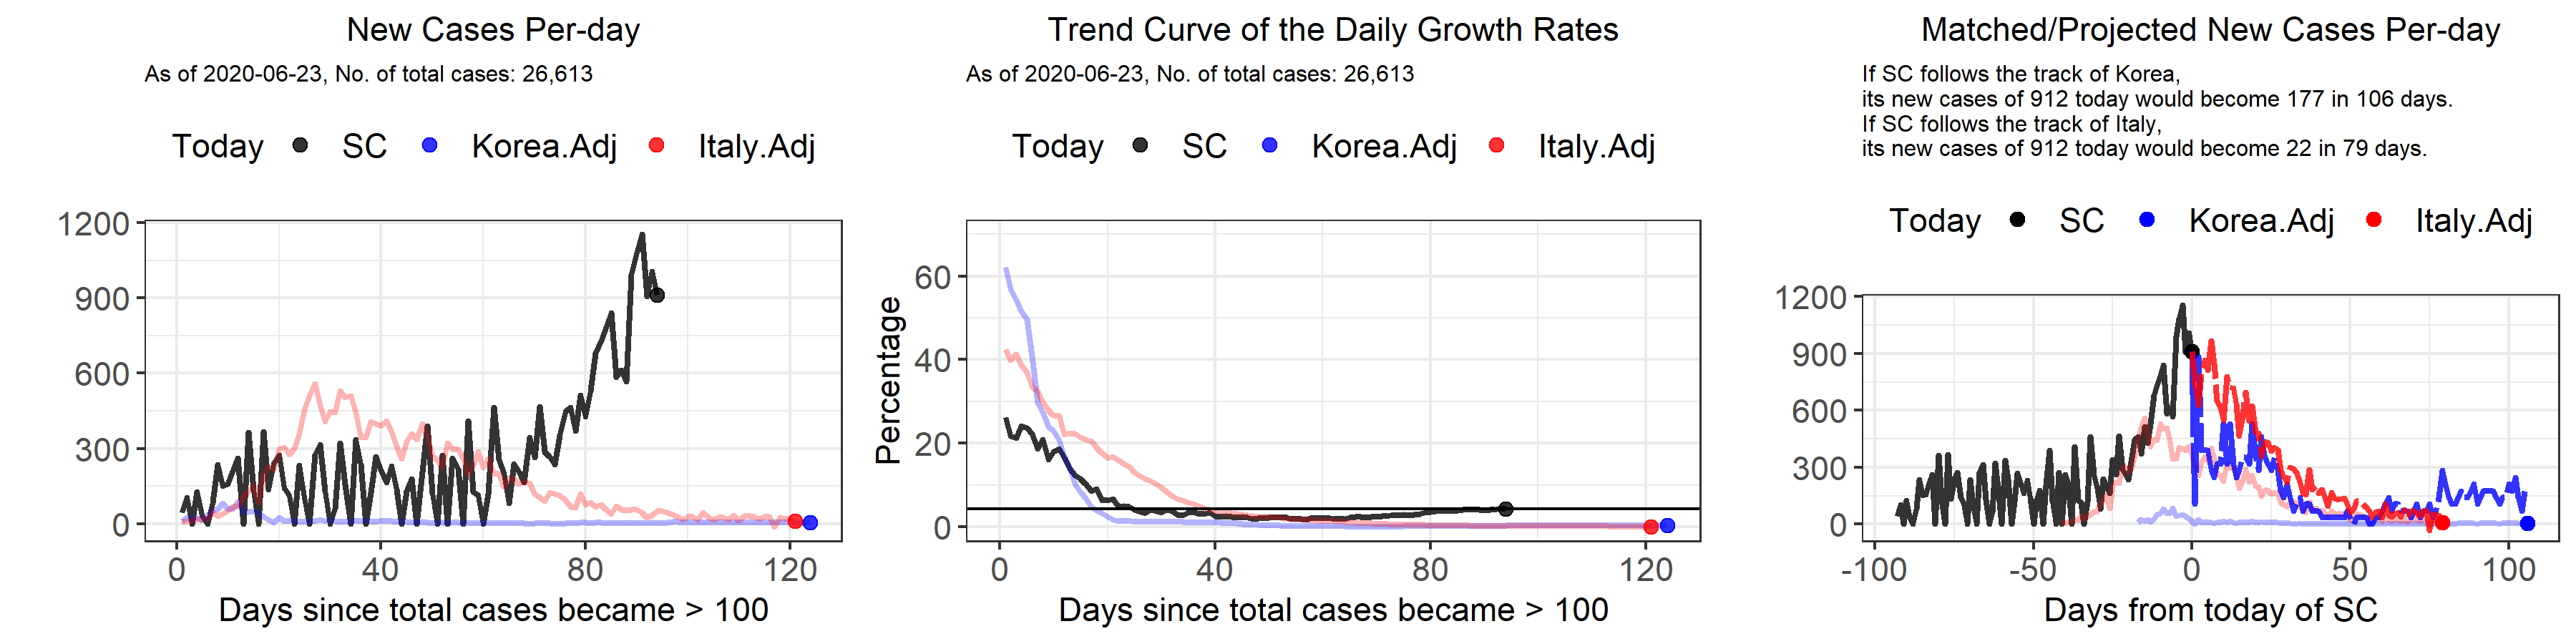 New Cases Per-day
As of 2020-06-23, No. of total cases: 26,613
Today SC Korea.Adj Italy.Adj
1200
900
600
300
0
0 40 80 120
Days since total cases became > 100
Trend Curve of the Daily Growth Rates
As of 2020-06-23, No. of total cases: 26,613
Today SC Korea.Adj Italy.Adj
Percentage
60
40
20
0
0 40 80 120
Days since total cases became > 100
Matched/Projected New Cases Per-day
If SC follows the track of Korea,
its new cases of 912 today would become 177 in 106 days.
If SC follows the track of Italy,
its new cases of 912 today would become 22 in 79 days.
Today SC Korea.Adj Italy.Adj
1200
900
600
300
0
-100 -50 0 50 100
Days from today of SC